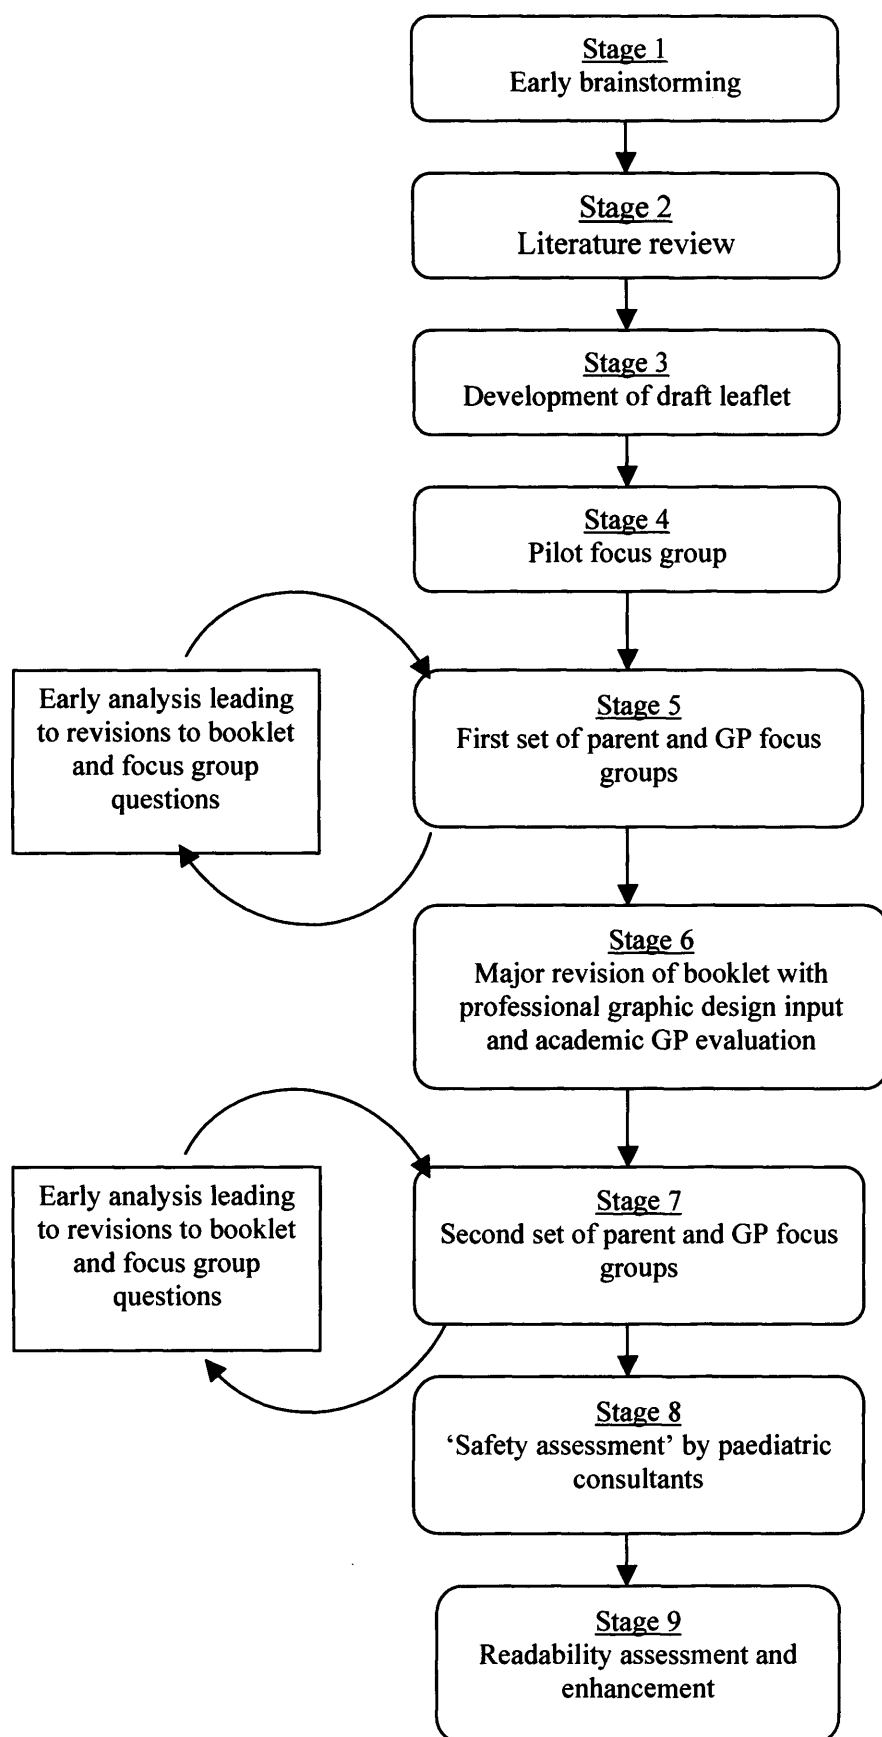 Stage 1
Early brainstorming
Stage 2
Literature review
Stage 3
Development of draft leaflet
Stage 4
Pilot focus group
Early analysis leading
to revisions to booklet
and focus group
questions
Stage 5
First set of parent and GP focus
groups
Stage 6
Major revision of booklet with
professional graphic design input
and academic GP evaluation
Early analysis leading
to revisions to booklet
and focus group
questions
Stage 7
Second set of parent and GP focus
groups
Stage 8
‘Safety assessment’ by paediatric
consultants
Stage 9
Readability assessment and
enhancement